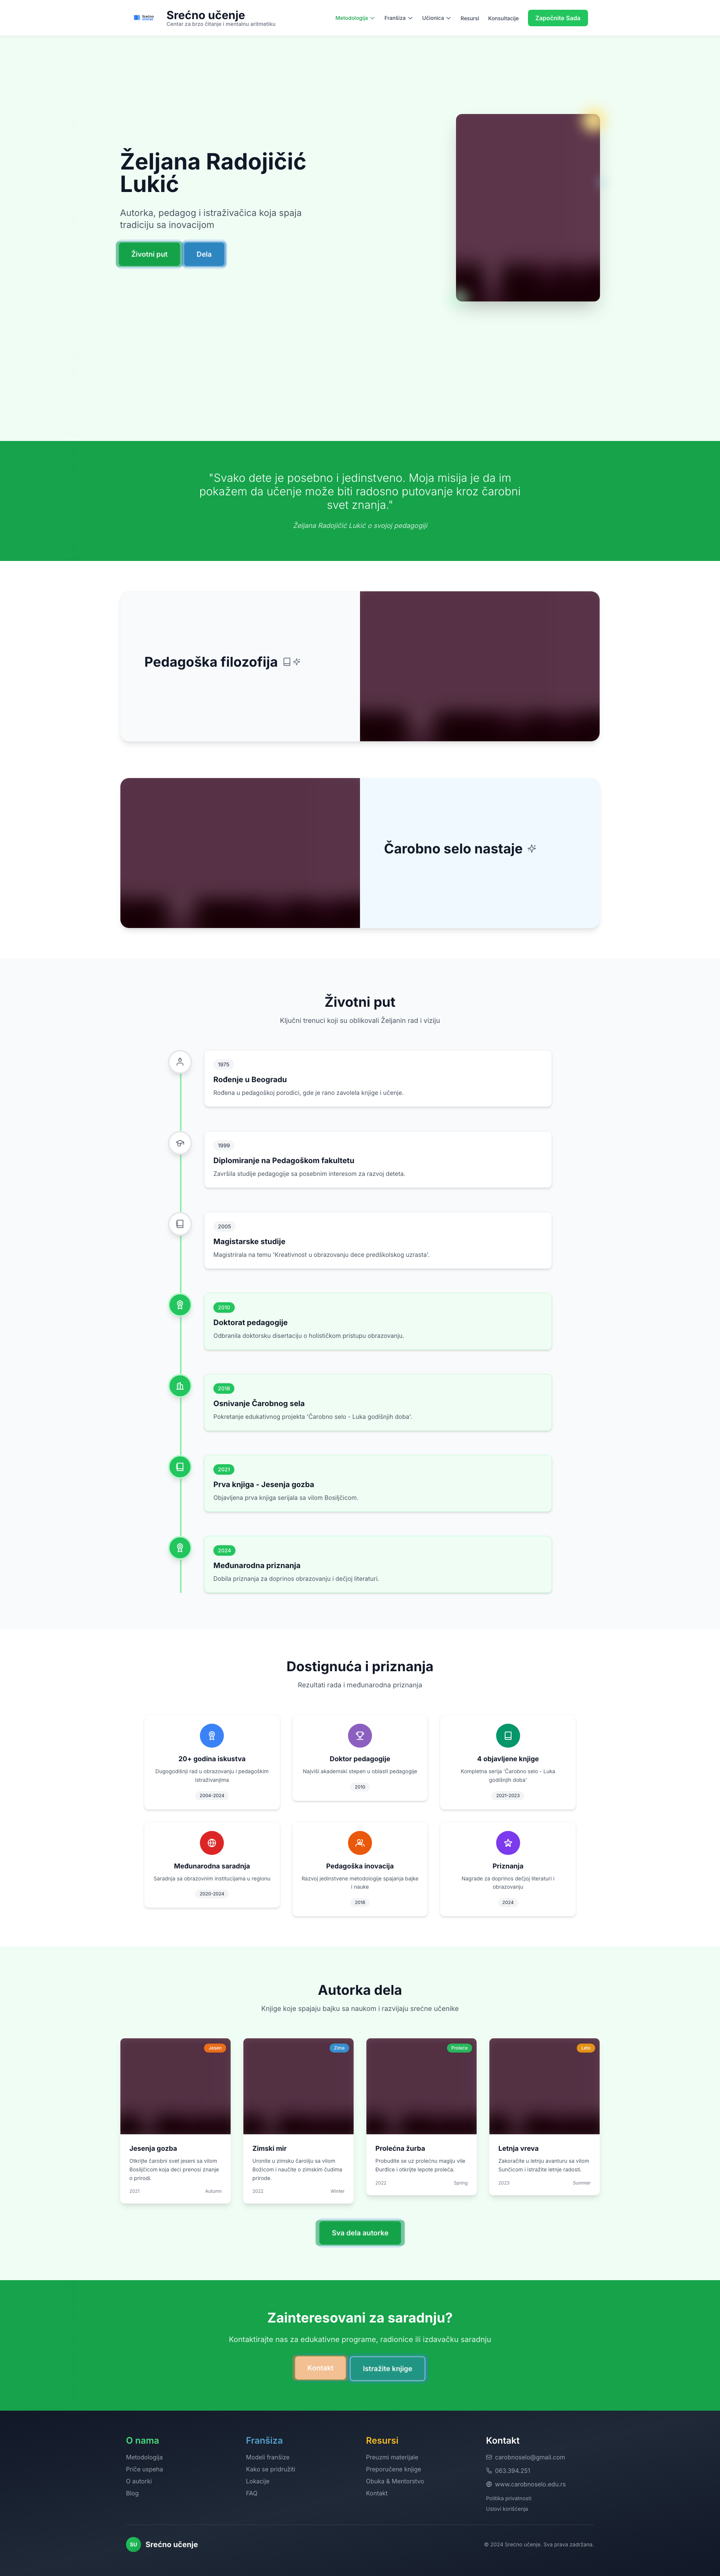 Srećno učenje
Centar za brzo čitanje i mentalnu aritmetiku
Metodologija
Franšiza
Učionica
Resursi
Konsultacije
Započnite Sada
Željana Radojičić
Lukić
Autorka, pedagog i istraživačica koja spaja
tradiciju sa inovacijom
Životni put
Dela
"Svako dete je posebno i jedinstveno. Moja misija je da im
pokažem da učenje može biti radosno putovanje kroz čarobni
svet znanja."
Željana Radojičić Lukić o svojoj pedagogiji
Pedagoška filozofija
Čarobno selo nastaje
Životni put
Ključni trenuci koji su oblikovali Željanin rad i viziju
1975
Rođenje u Beogradu
Rođena u pedagoškoj porodici, gde je rano zavolela knjige i učenje.
1999
Diplomiranje na Pedagoškom fakultetu
Završila studije pedagogije sa posebnim interesom za razvoj deteta.
2005
Magistarske studije
Magistrirala na temu 'Kreativnost u obrazovanju dece predškolskog uzrasta'.
2010
Doktorat pedagogije
Odbranila doktorsku disertaciju o holističkom pristupu obrazovanju.
2018
Osnivanje Čarobnog sela
Pokretanje edukativnog projekta 'Čarobno selo - Luka godišnjih doba'.
2021
Prva knjiga - Jesenja gozba
Objavljena prva knjiga serijala sa vilom Bosiljčicom.
2024
Međunarodna priznanja
Dobila priznanja za doprinos obrazovanju i dečjoj literaturi.
Dostignuća i priznanja
Rezultati rada i međunarodna priznanja
20+ godina iskustva
Dugogodišnji rad u obrazovanju i pedagoškim
istraživanjima
2004-2024
Doktor pedagogije
Najviši akademski stepen u oblasti pedagogije
2010
4 objavljene knjige
Kompletna serija 'Čarobno selo - Luka
godišnjih doba'
2021-2023
Međunarodna saradnja
Saradnja sa obrazovnim institucijama u regionu
2020-2024
Pedagoška inovacija
Razvoj jedinstvene metodologije spajanja bajke
i nauke
2018
Priznanja
Nagrade za doprinos dečjoj literaturi i
obrazovanju
2024
Autorka dela
Knjige koje spajaju bajku sa naukom i razvijaju srećne učenike
Jesen
Jesenja gozba
Otkrijte čarobni svet jeseni sa vilom
Bosiljčicom koja deci prenosi znanje
o prirodi.
2021
Autumn
Zima
Zimski mir
Uronite u zimsku čaroliju sa vilom
Božicom i naučite o zimskim čudima
prirode.
2022
Winter
Proleće
Prolećna žurba
Probudite se uz prolećnu magiju vile
Đurđice i otkrijte lepote proleća.
2022
Spring
Leto
Letnja vreva
Zakoračite u letnju avanturu sa vilom
Sunčicom i istražite letnje radosti.
2023
Summer
Sva dela autorke
Zainteresovani za saradnju?
Kontaktirajte nas za edukativne programe, radionice ili izdavačku saradnju
Kontakt
Istražite knjige
O nama
Metodologija
Priče uspeha
O autorki
Blog
Franšiza
Modeli franšize
Kako se pridružiti
Lokacije
FAQ
Resursi
Preuzmi materijale
Preporučene knjige
Obuka & Mentorstvo
Kontakt
Kontakt
carobnoselo@gmail.com
063.394.251
www.carobnoselo.edu.rs
Politika privatnosti
Uslovi korišćenja
SU
Srećno učenje
© 2024 Srećno učenje. Sva prava zadržana.